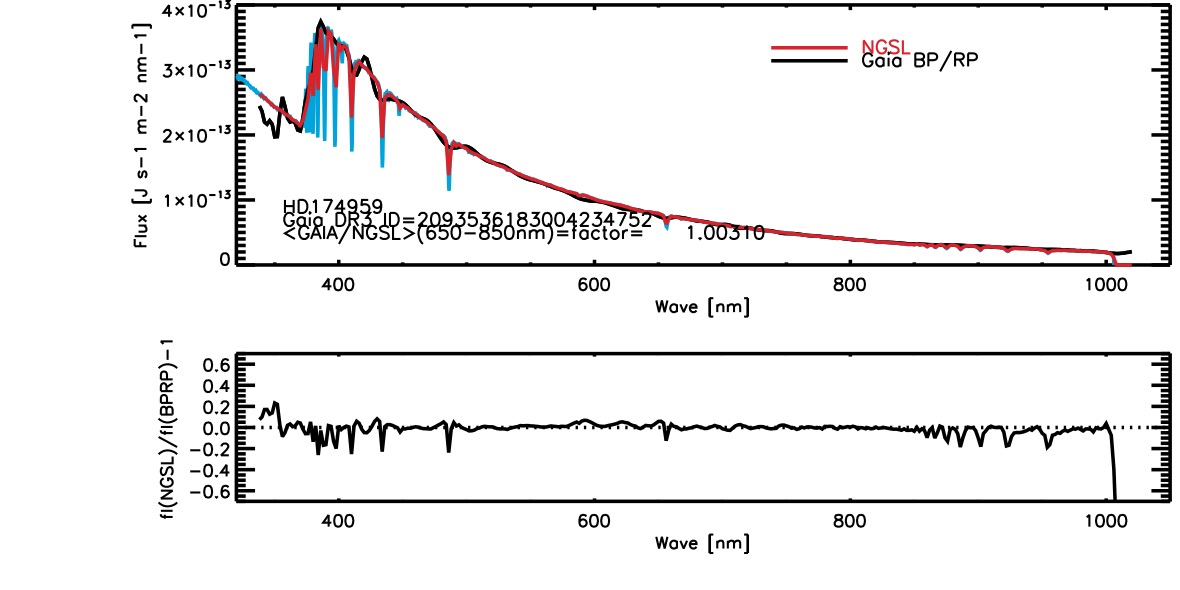 4×10−13
3×10−13
2×10−13
1×10−13
0
Flux [J s−1 m−2 nm−1]
NGSL
Gaia BP/RP
HD174959
Gaia DR3 ID=2093536183004234752
<GAIA/NGSL>(650−850nm)=factor= 1.00310
400 600 800 1000
Wave [nm]
fl(NGSL)/fl(BPRP)−1
0.6
0.4
0.2
0.0
−0.2
−0.4
−0.6
400 600 800 1000
Wave [nm]